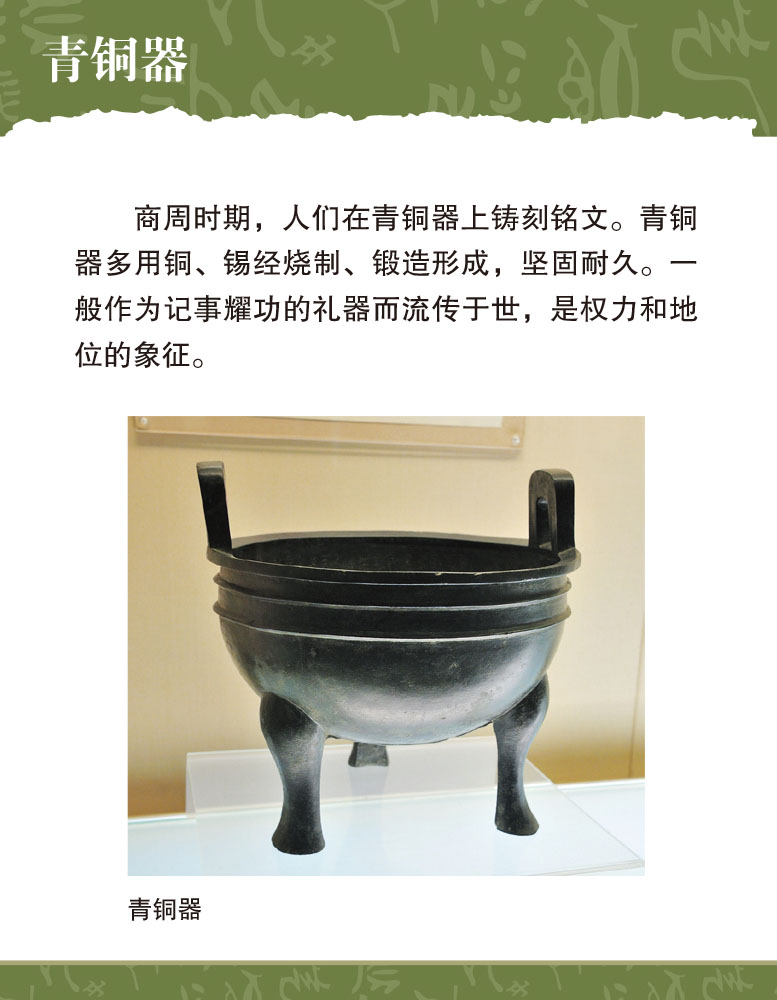 青铜器
商周时期，人们在青铜器上铸刻铭文。青铜
器多用铜、锡经烧制、锻造形成，坚固耐久。一
般作为记事耀功的礼器而流传于世，是权力和地
位的象征。
青铜器